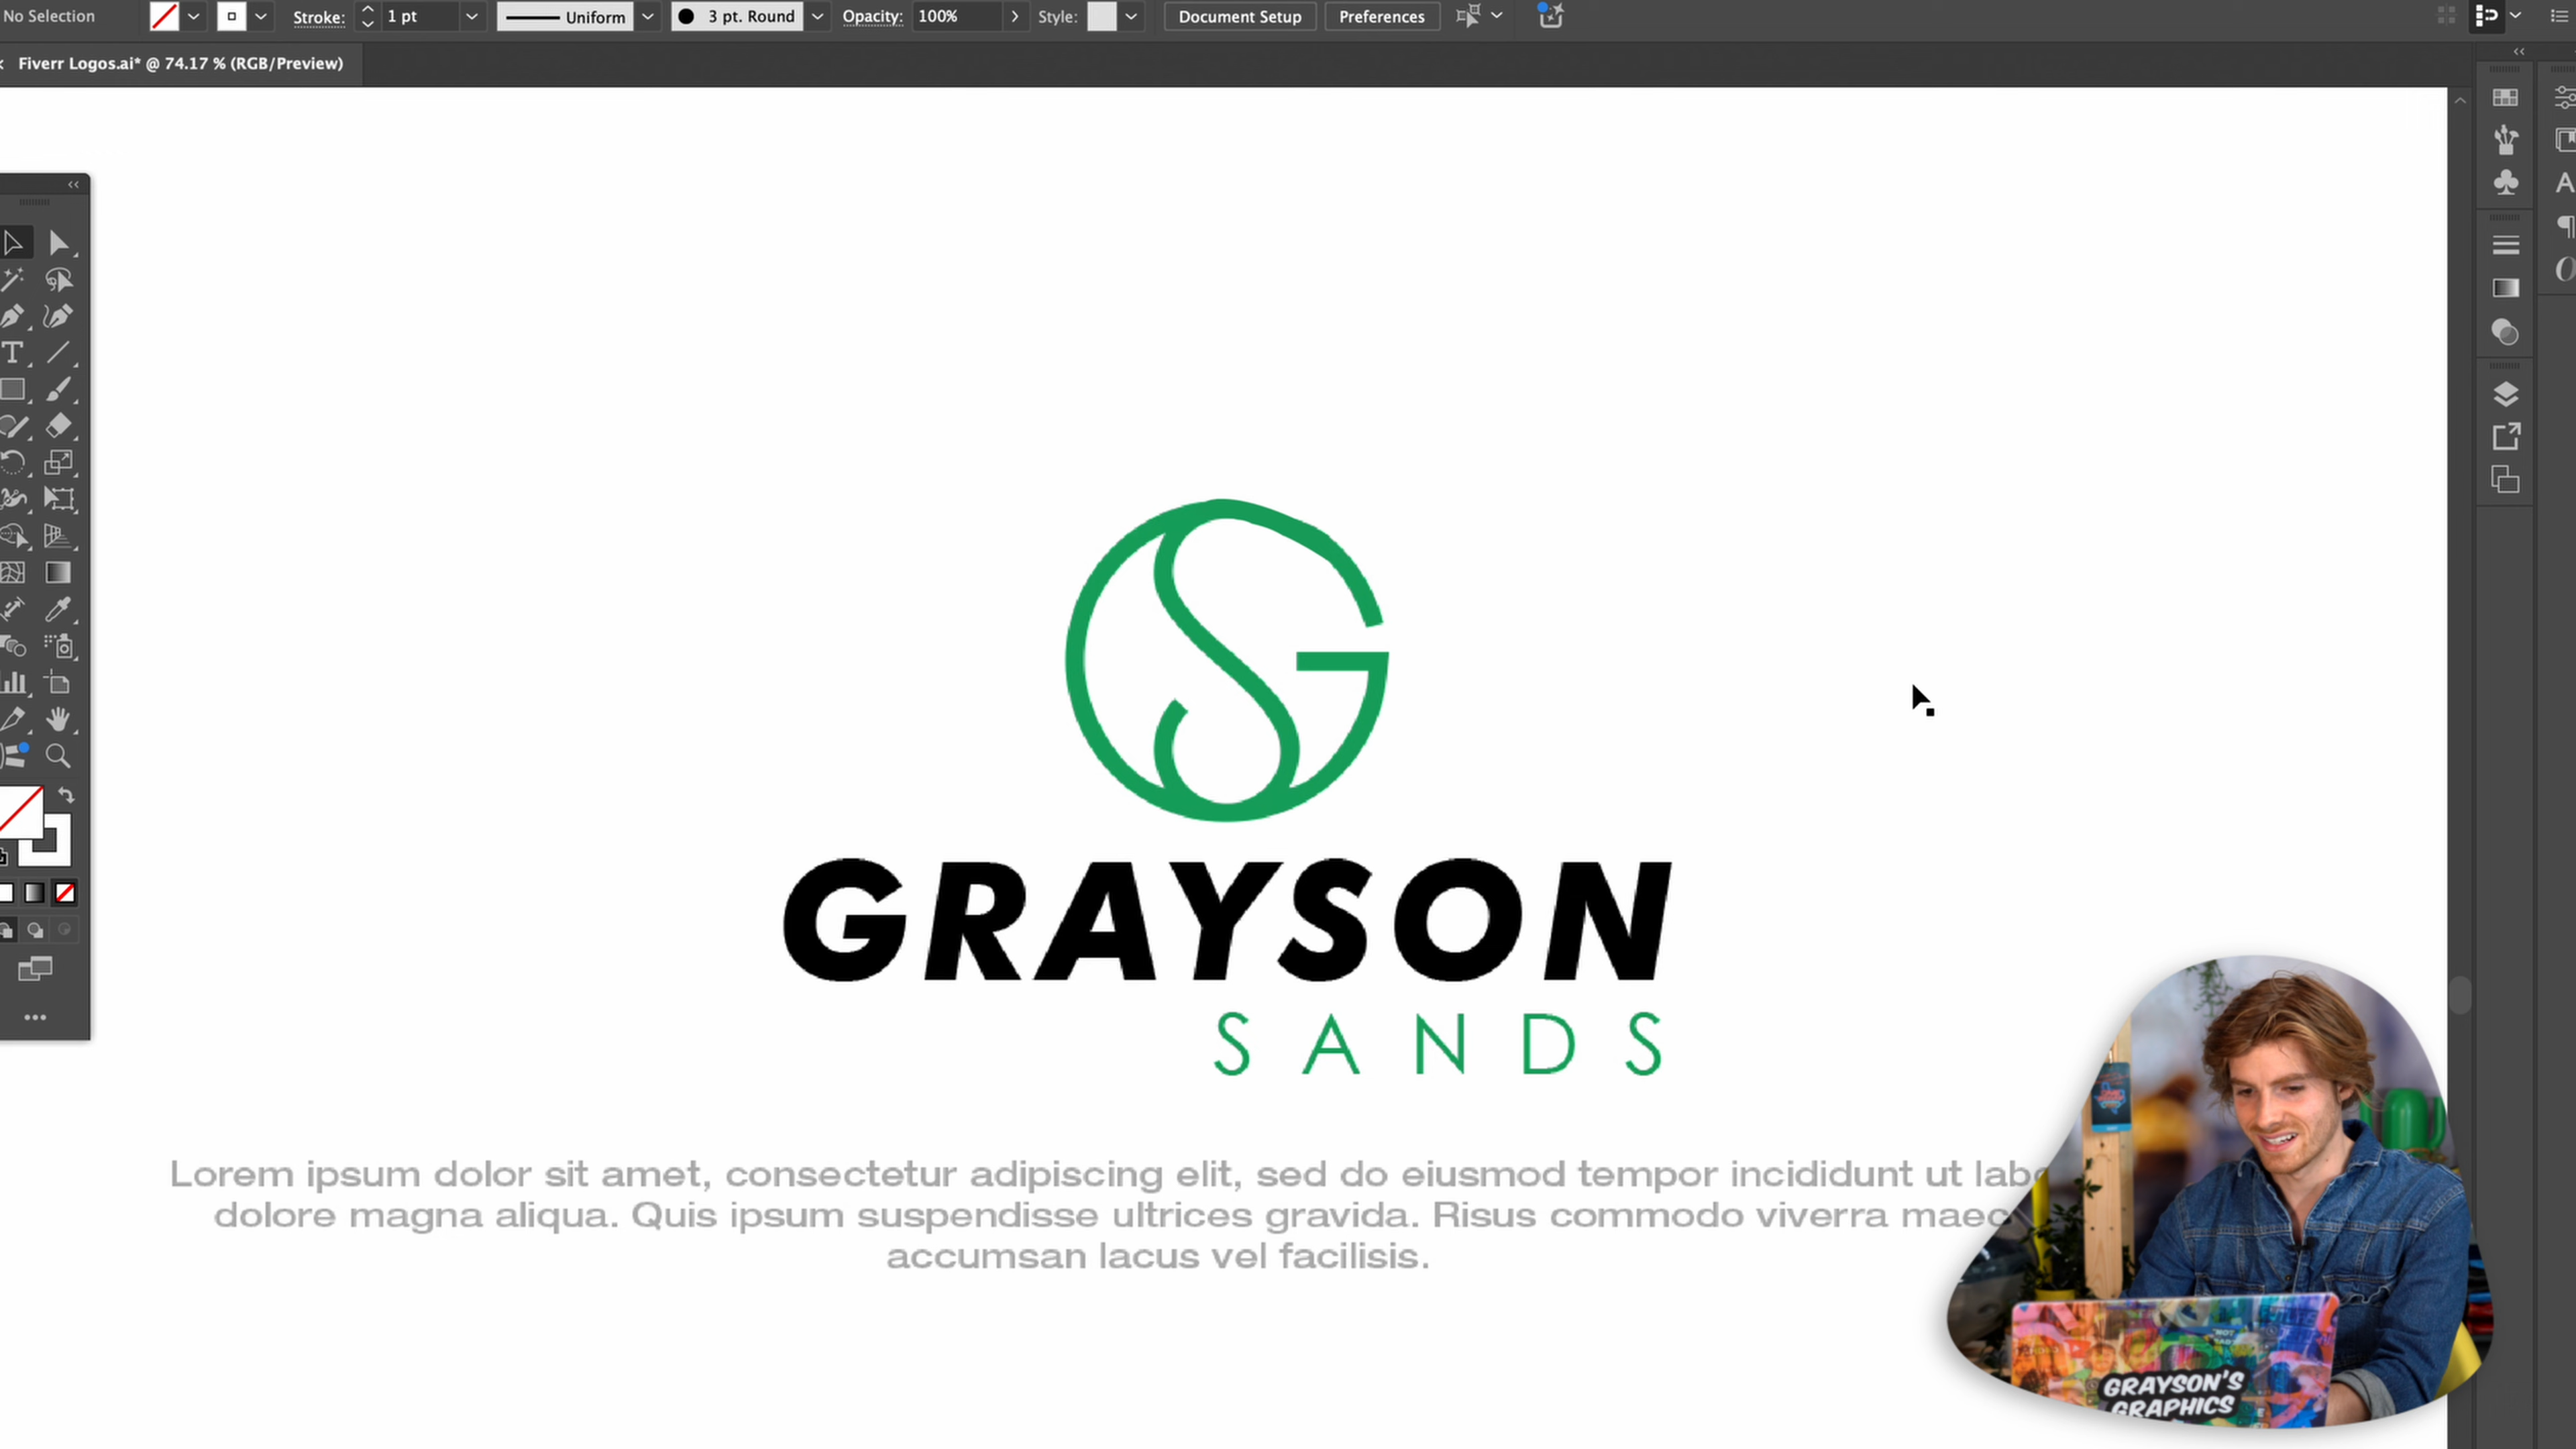 No Selection Stroke: 1 pt Uniform 3 pt. Round Opacity: 100% Style: Document Setup Preferences
Fiverr Logos.ai* @ 74.17 % (RGB/Preview)
SG
GRAYSON
SANDS
Lorem ipsum dolor sit amet, consectetur adipiscing elit, sed do eiusmod tempor incididunt ut
dolore magna aliqua. Quis ipsum suspendisse ultrices gravida. Risus commodo viverra
accumsan lacus vel facilisis.
GRAYSON'S
GRAPHICS